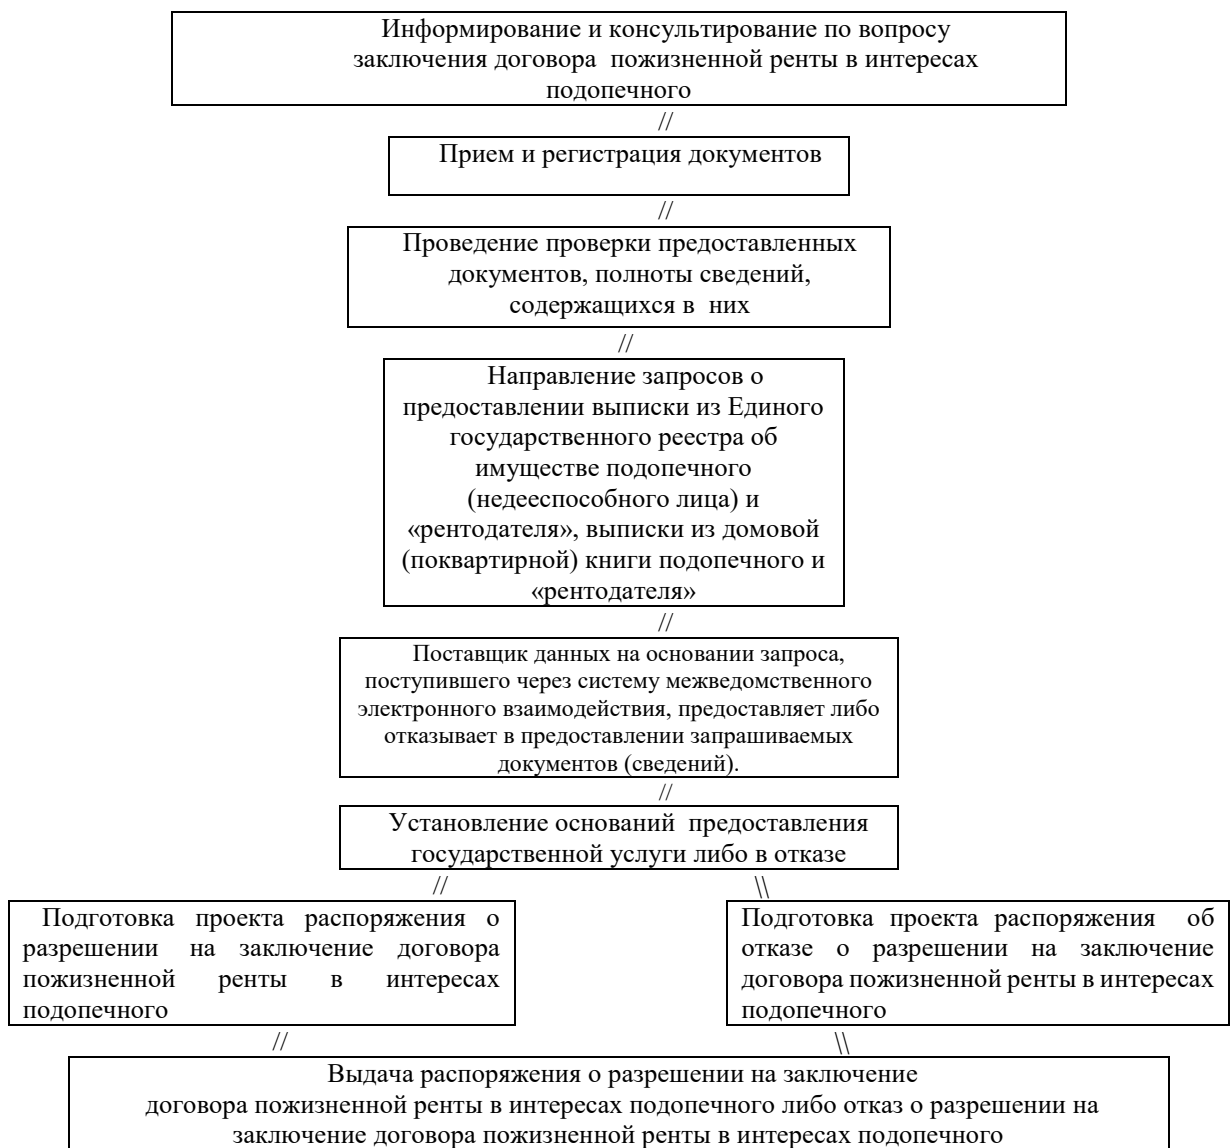 Информирование и консультирование по вопросу
заключения договора пожизненной ренты в интересах
подопечного
//
Прием и регистрация документов
//
Проведение проверки предоставленных
документов, полноты сведений,
содержащихся в них
//
Направление запросов о
предоставлении выписки из Единого
государственного реестра об
имуществе подопечного
(недееспособного лица) и
«рентодателя», выписки из домовой
(поквартирной) книги подопечного и
«рентодателя»
//
Поставщик данных на основании запроса,
поступившего через систему межведомственного
электронного взаимодействия, предоставляет либо
отказывает в предоставлении запрашиваемых
документов (сведений).
//
Установление оснований предоставления
государственной услуги либо в отказе
// \\
Подготовка проекта распоряжения о
разрешении на заключение договора
пожизненной ренты в интересах
подопечного
Подготовка проекта распоряжения об
отказе о разрешении на заключение
договора пожизненной ренты в интересах
подопечного
// \\
Выдача распоряжения о разрешении на заключение
договора пожизненной ренты в интересах подопечного либо отказ о разрешении на
заключение договора пожизненной ренты в интересах подопечного